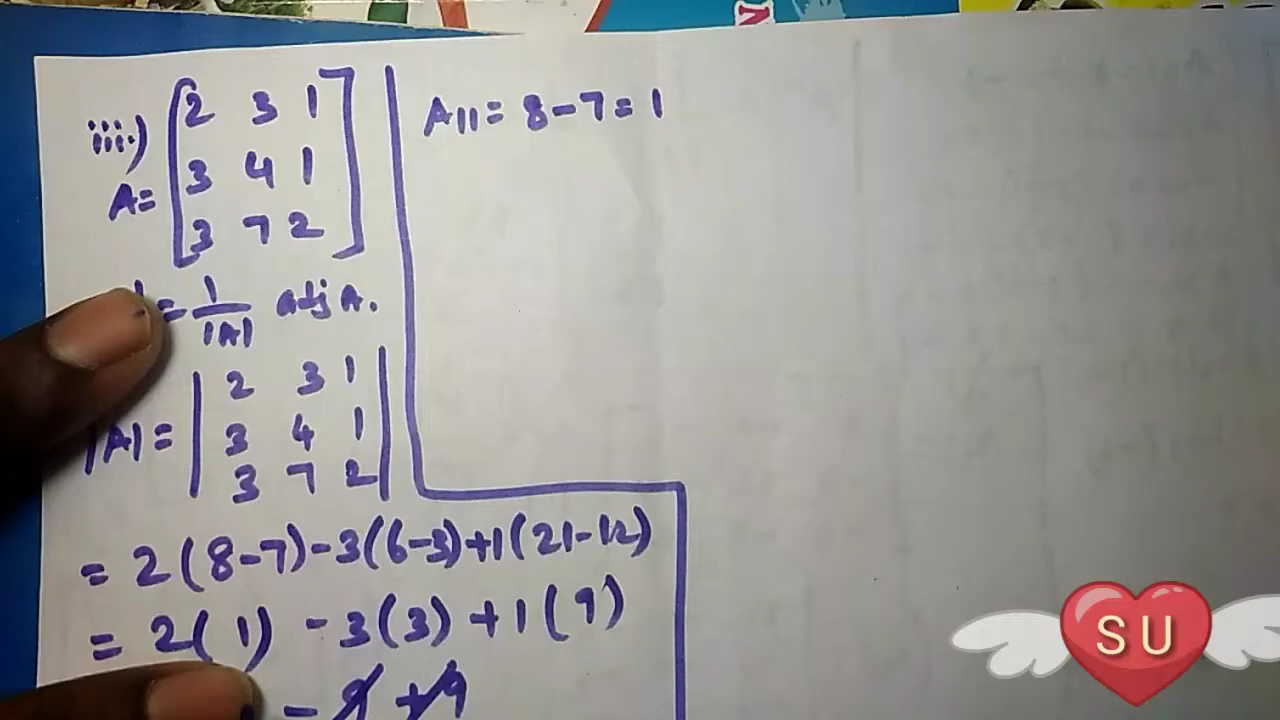 iii.)
A= [2 3 1
3 4 1
3 7 2]
= 1/|A| adj A.
|A| = |2 3 1
3 4 1
3 7 2|
= 2(8-7)-3(6-3)+1(21-12)
= 2(1) -3(3) +1(9)
- 9 + 9
A11 = 8-7=1
SU